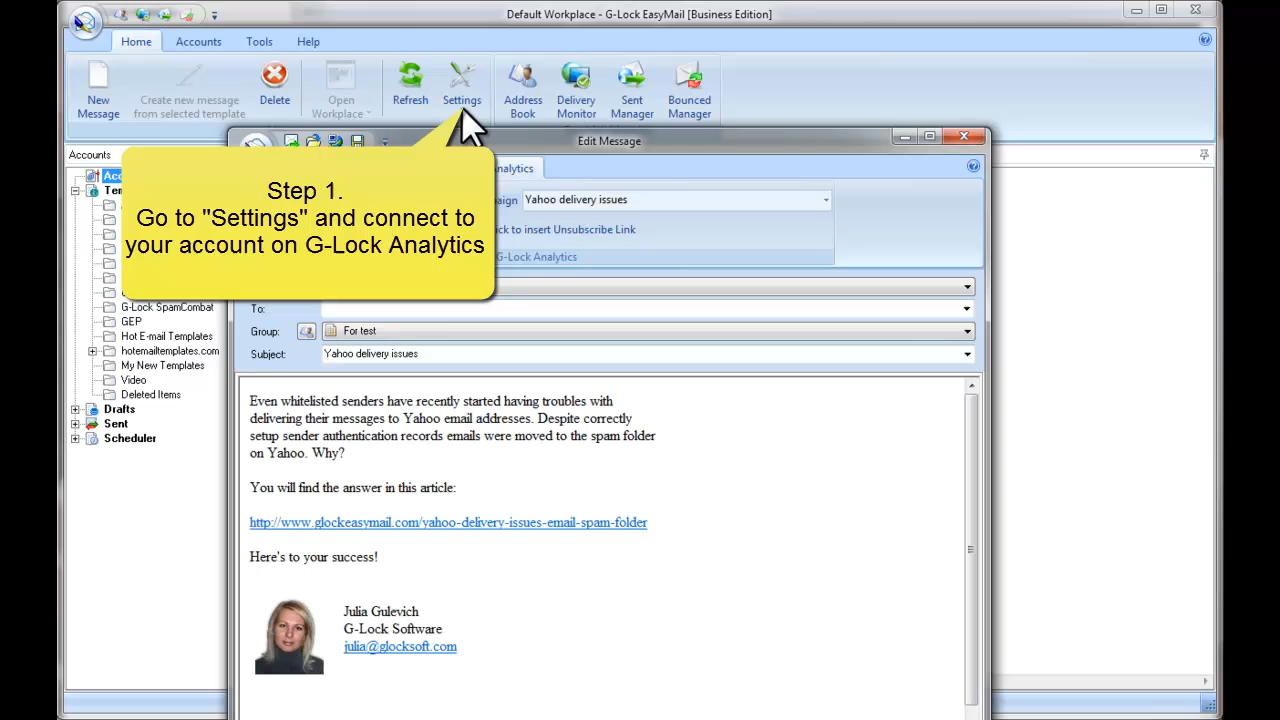 Default Workplace - G-Lock EasyMail [Business Edition]
Home Accounts Tools Help
New Message
Create new message from selected template
Delete
Open Workplace
Refresh
Settings
Address Book
Delivery Monitor
Sent Manager
Bounced Manager
Accounts
Edit Message
Step 1.
Go to "Settings" and connect to
your account on G-Lock Analytics
Analytics
Yahoo delivery issues
to insert Unsubscribe Link
G-Lock Analytics
G-Lock SpamCombat
GEP
Hot E-mail Templates
hotemailtemplates.com
My New Templates
Video
Deleted Items
Drafts
Sent
Scheduler
To:
Group: For test
Subject: Yahoo delivery issues
Even whitelisted senders have recently started having troubles with
delivering their messages to Yahoo email addresses. Despite correctly
setup sender authentication records emails were moved to the spam folder
on Yahoo. Why?
You will find the answer in this article:
http://www.glockeasymail.com/yahoo-delivery-issues-email-spam-folder
Here's to your success!
Julia Gulevich
G-Lock Software
julia@glocksoft.com